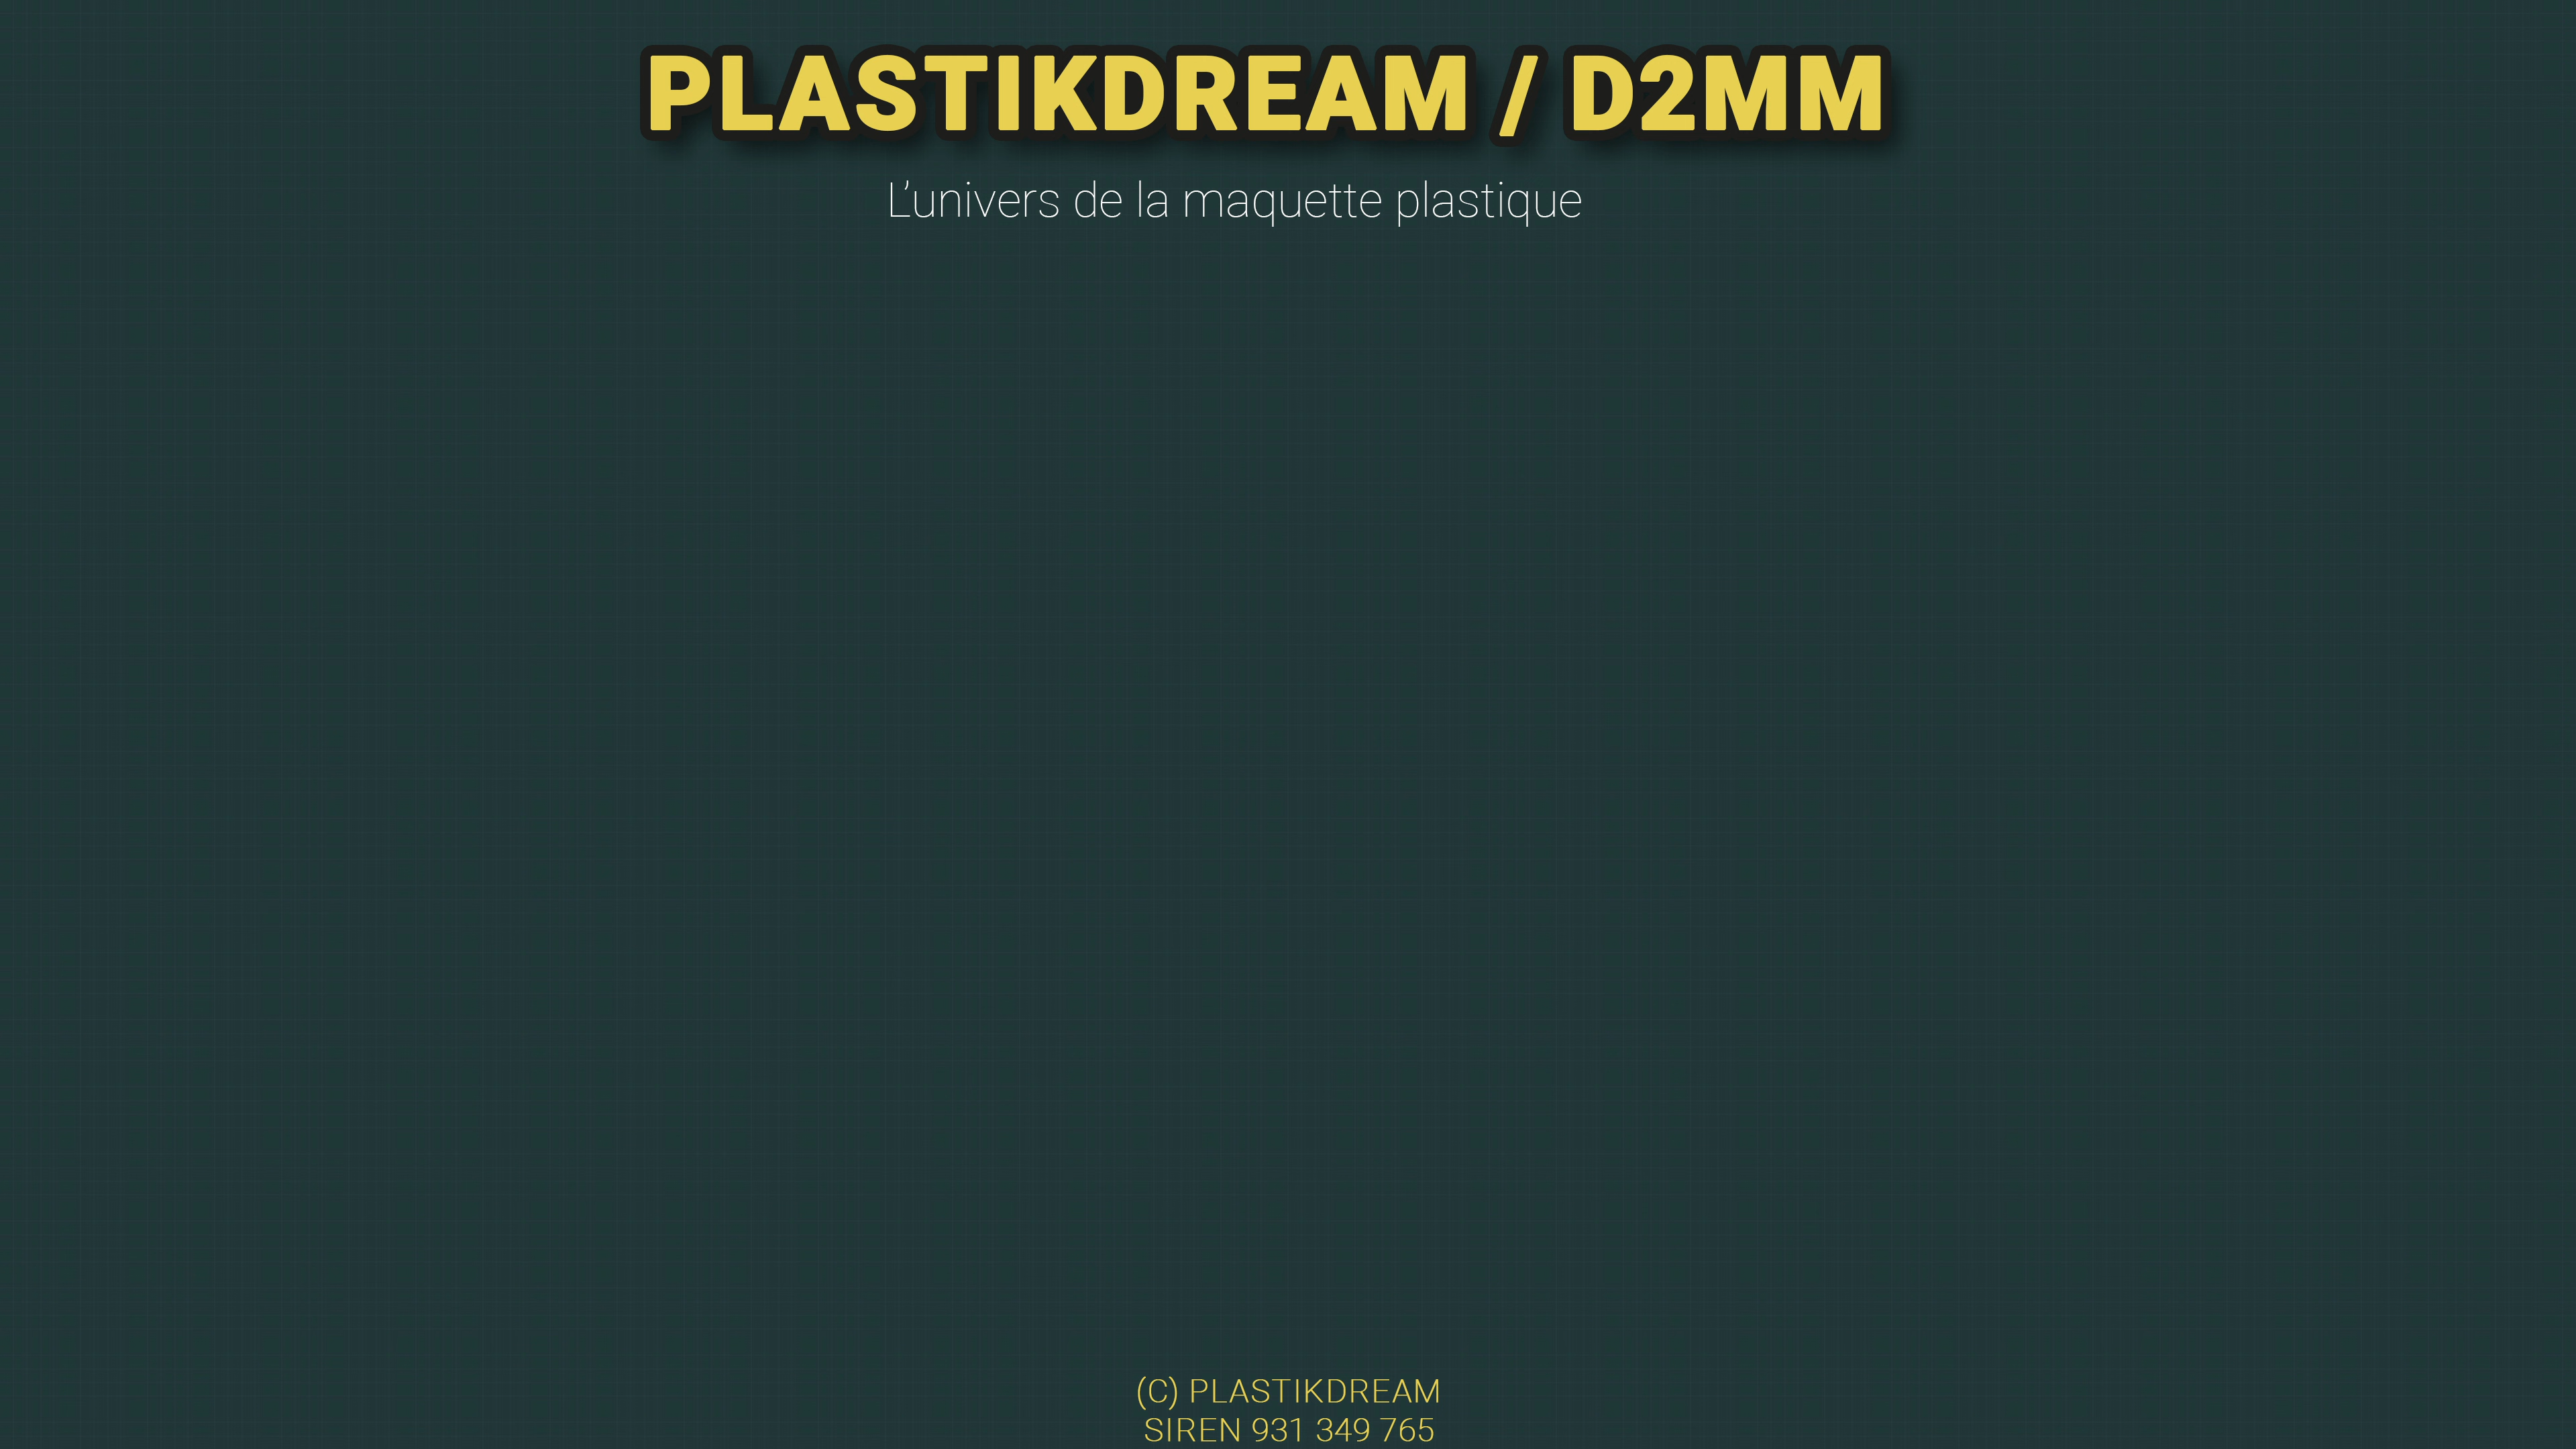 PLASTIKDREAM / D2MM
L’univers de la maquette plastique
(C) PLASTIKDREAM
SIREN 931 349 765